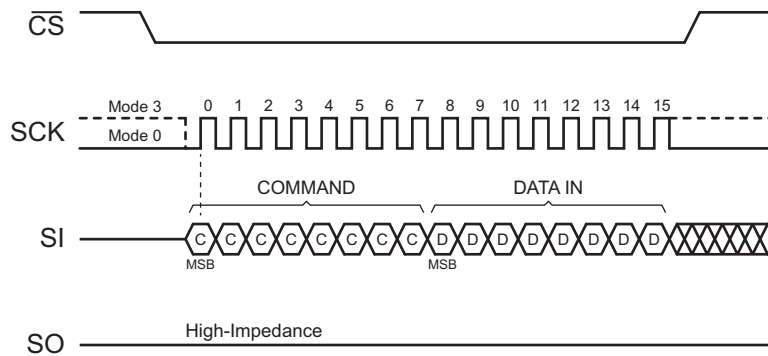 CS
Mode 3
0 1 2 3 4 5 6 7 8 9 10 11 12 13 14 15
SCK
Mode 0
COMMAND DATA IN
SI
C C C C C C C C D D D D D D D D
MSB MSB
High-Impedance
SO